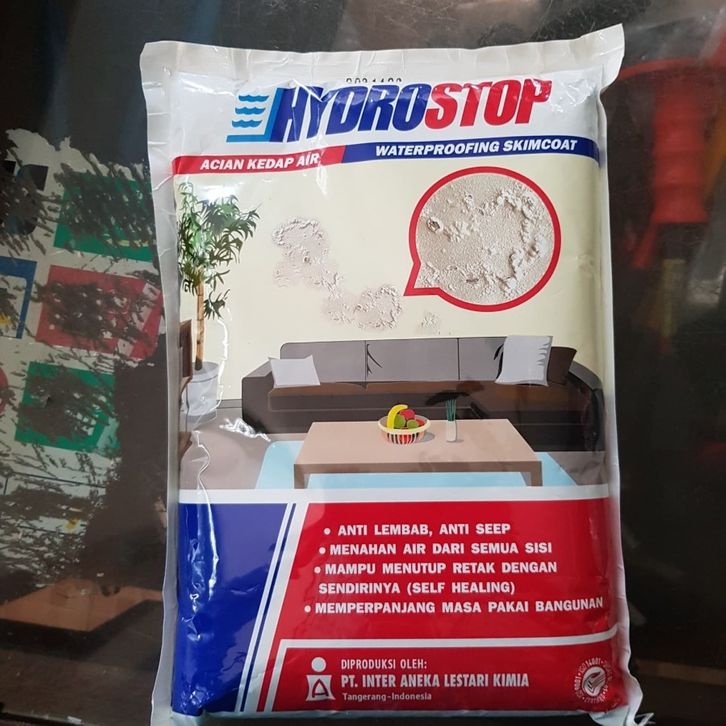 HYDROSTOP
ACIAN KEDAP AIR
WATERPROOFING SKIMCOAT
• ANTI LEMBAB, ANTI SEEP
• MENAHAN AIR DARI SEMUA SISI
• MAMPU MENUTUP RETAK DENGAN
SENDIRINYA (SELF HEALING)
• MEMPERPANJANG MASA PAKAI BANGUNAN
DIPRODUKSI OLEH:
PT. INTER ANEKA LESTARI KIMIA
Tangerang-Indonesia